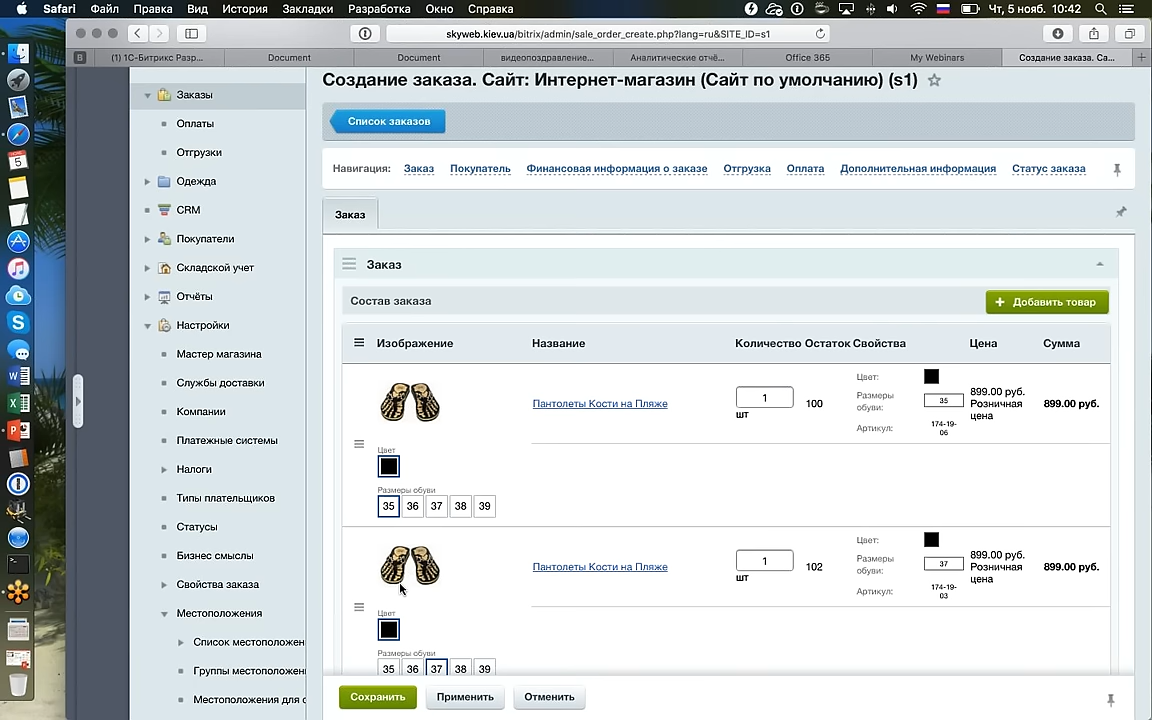 Safari Файл Правка Вид История Закладки Разработка Окно Справка Чт, 5 нояб. 10:42
skyweb.kiev.ua/bitrix/admin/sale_order_create.php?lang=ru&SITE_ID=s1
B (1) 1С-Битрикс Разр... Document Document видеопоздравление... Аналитические отчё... Office 365 My Webinars Создание заказа. Са...
Заказы
Оплаты
Отгрузки
Одежда
CRM
Покупатели
Складской учет
Отчёты
Настройки
Мастер магазина
Службы доставки
Компании
Платежные системы
Налоги
Типы плательщиков
Статусы
Бизнес смыслы
Свойства заказа
Местоположения
Список местоположен
Группы местоположен
Местоположения для о
Создание заказа. Сайт: Интернет-магазин (Сайт по умолчанию) (s1)
Список заказов
Навигация: Заказ Покупатель Финансовая информация о заказе Отгрузка Оплата Дополнительная информация Статус заказа
Заказ
Заказ
Состав заказа
+ Добавить товар
Изображение Название Количество Остаток Свойства Цена Сумма
Пантолеты Кости на Пляже
1
шт
100
Цвет:
Размеры
обуви:
35
Артикул:
174-19-
06
899.00 руб.
Розничная
цена
899.00 руб.
Цвет
Размеры обуви
35 36 37 38 39
Пантолеты Кости на Пляже
1
шт
102
Цвет:
Размеры
обуви:
37
Артикул:
174-19-
03
899.00 руб.
Розничная
цена
899.00 руб.
Цвет
Размеры обуви
35 36 37 38 39
Сохранить Применить Отменить